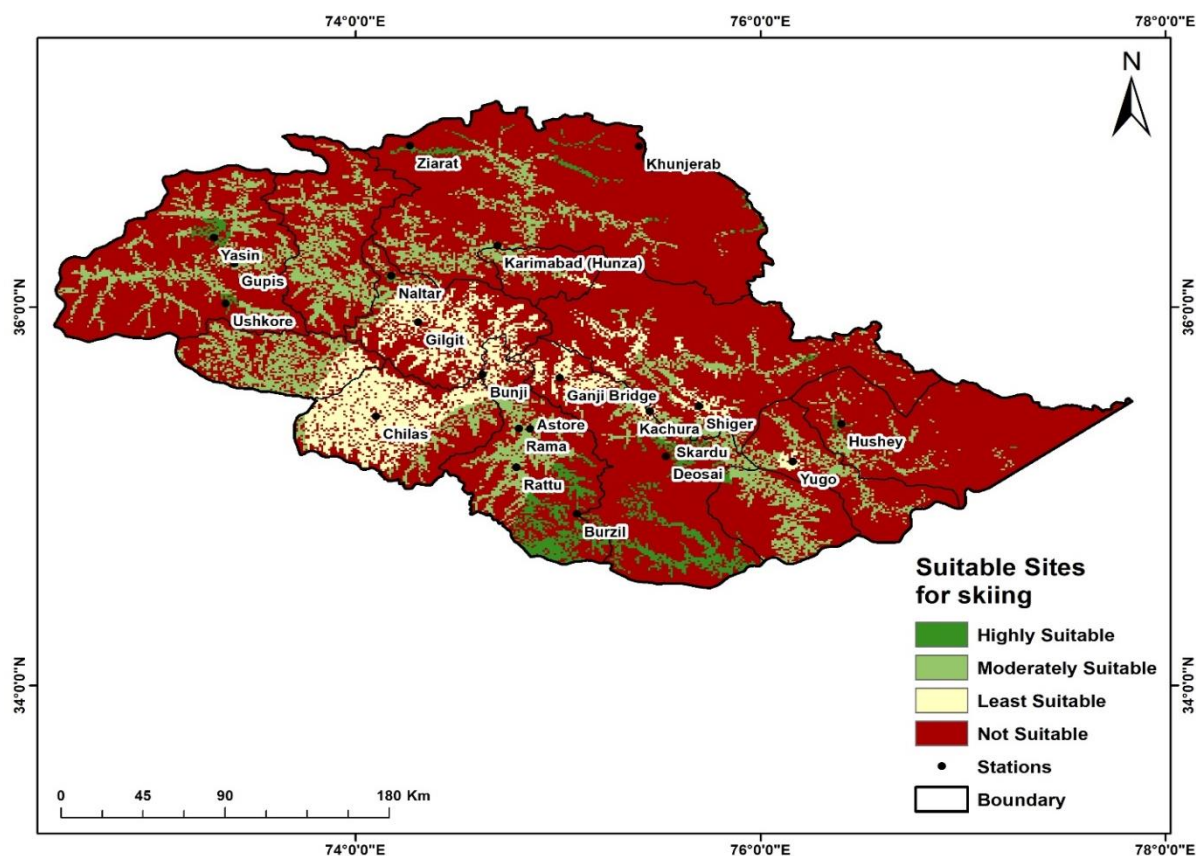 74°0'0"E 76°0'0"E 78°0'0"E
N
Ziarat
Khunjerab
Yasin
Karimabad (Hunza)
Gupis
Naltar
36°0'0"N 36°0'0"N
Ushkore
Gilgit
Bunji
Ganji Bridge
Chilas
Astore
Kachura
Shiger
Hushey
Rama
Skardu
Deosai
Rattu
Yugo
Burzil
Suitable Sites
for skiing
Highly Suitable
Moderately Suitable
34°0'0"N 34°0'0"N
Least Suitable
Not Suitable
Stations
Boundary
0 45 90 180 Km
74°0'0"E 76°0'0"E 78°0'0"E